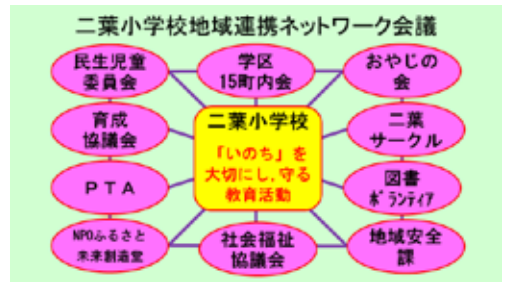 二葉小学校地域連携ネットワーク会議
民生児童
委員会
学区
15町内会
おやじの
会
育成
協議会
二葉小学校
「いのち」を
大切にし,守る
教育活動
二葉
サークル
PTA
図書
ボランティア
NPOふるさと
未来創造堂
社会福祉
協議会
地域安全
課